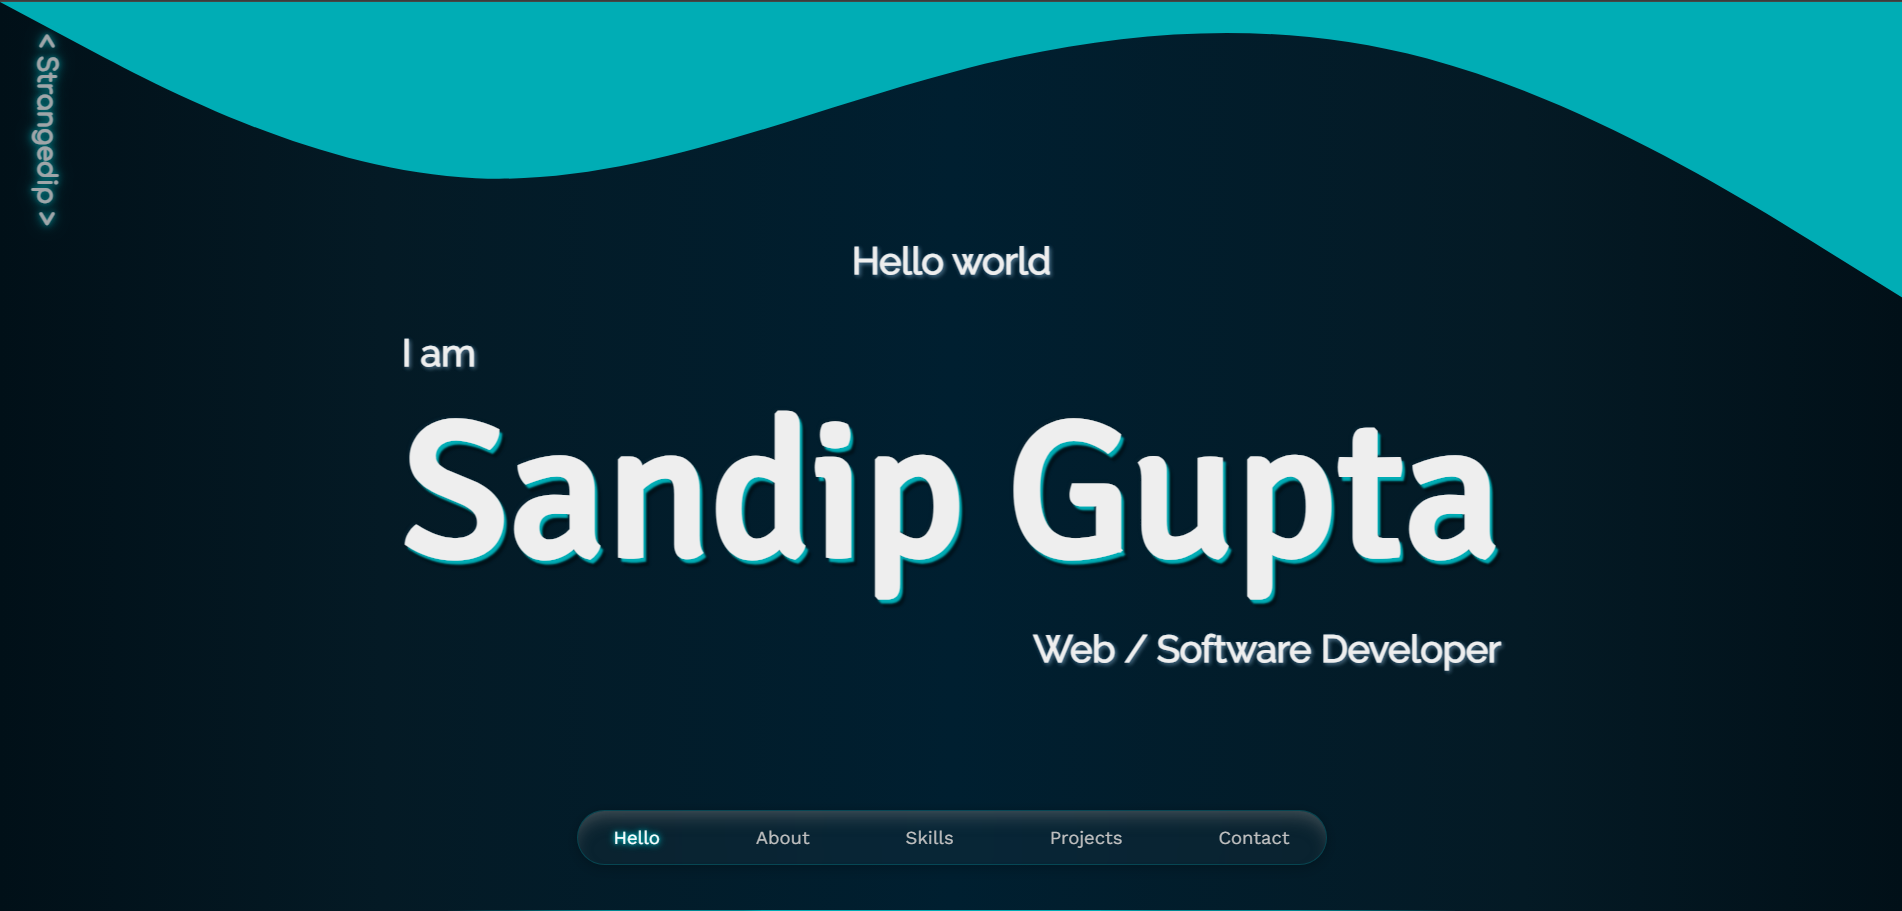 < Strangedip >
Hello world
I am
Sandip Gupta
Web / Software Developer
Hello About Skills Projects Contact